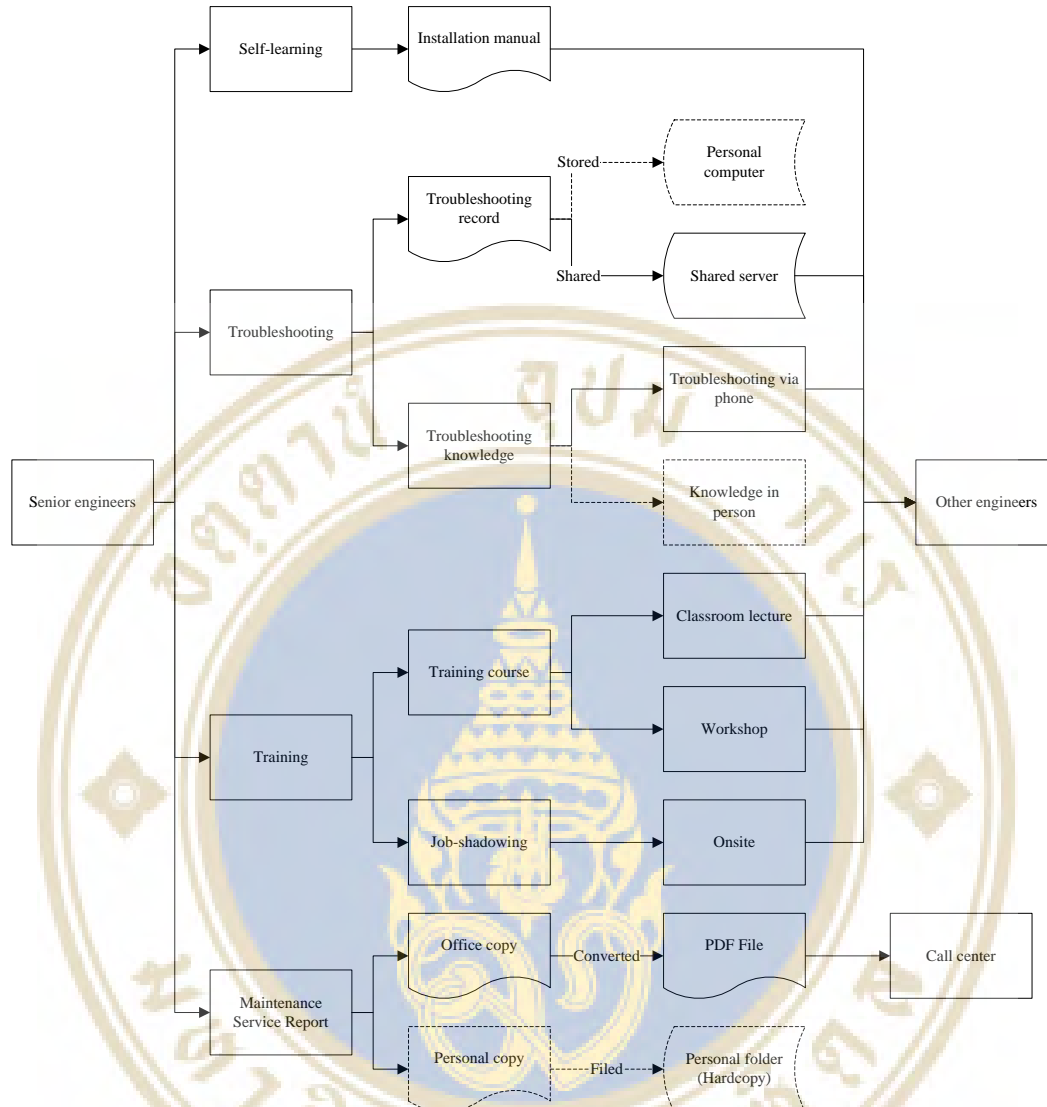 Self-learning
Installation manual
Troubleshooting
record
Stored
Personal
computer
Shared
Shared server
Troubleshooting
Troubleshooting
knowledge
Troubleshooting via
phone
Knowledge in
person
Senior engineers
Other engineers
Training
Training course
Classroom lecture
Workshop
Job-shadowing
Onsite
Maintenance
Service Report
Office copy
Converted
PDF File
Call center
Personal copy
Filed
Personal folder
(Hardcopy)